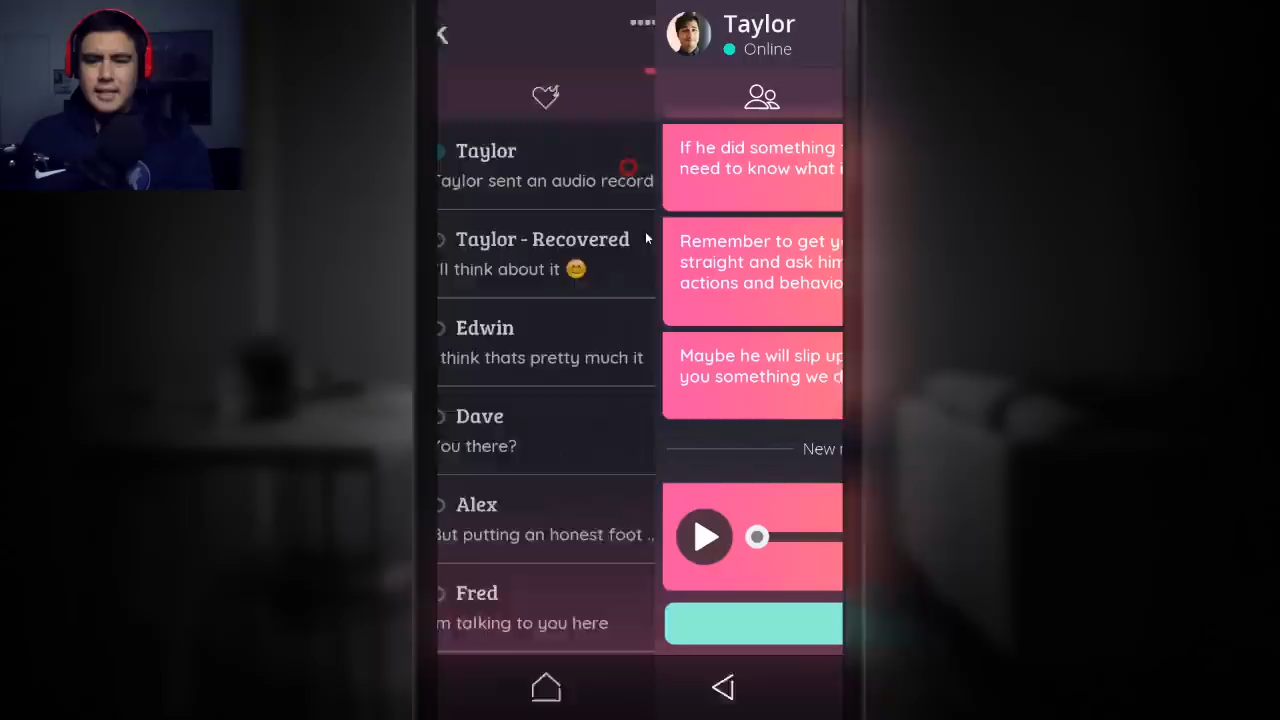 Taylor
Taylor sent an audio record
Taylor - Recovered
I'll think about it 😊
Edwin
think thats pretty much it
Dave
You there?
Alex
But putting an honest foot ..
Fred
m talking to you here
Taylor
Online
If he did something
need to know what i
Remember to get y
straight and ask him
actions and behavio
Maybe he will slip up
you something we d
New